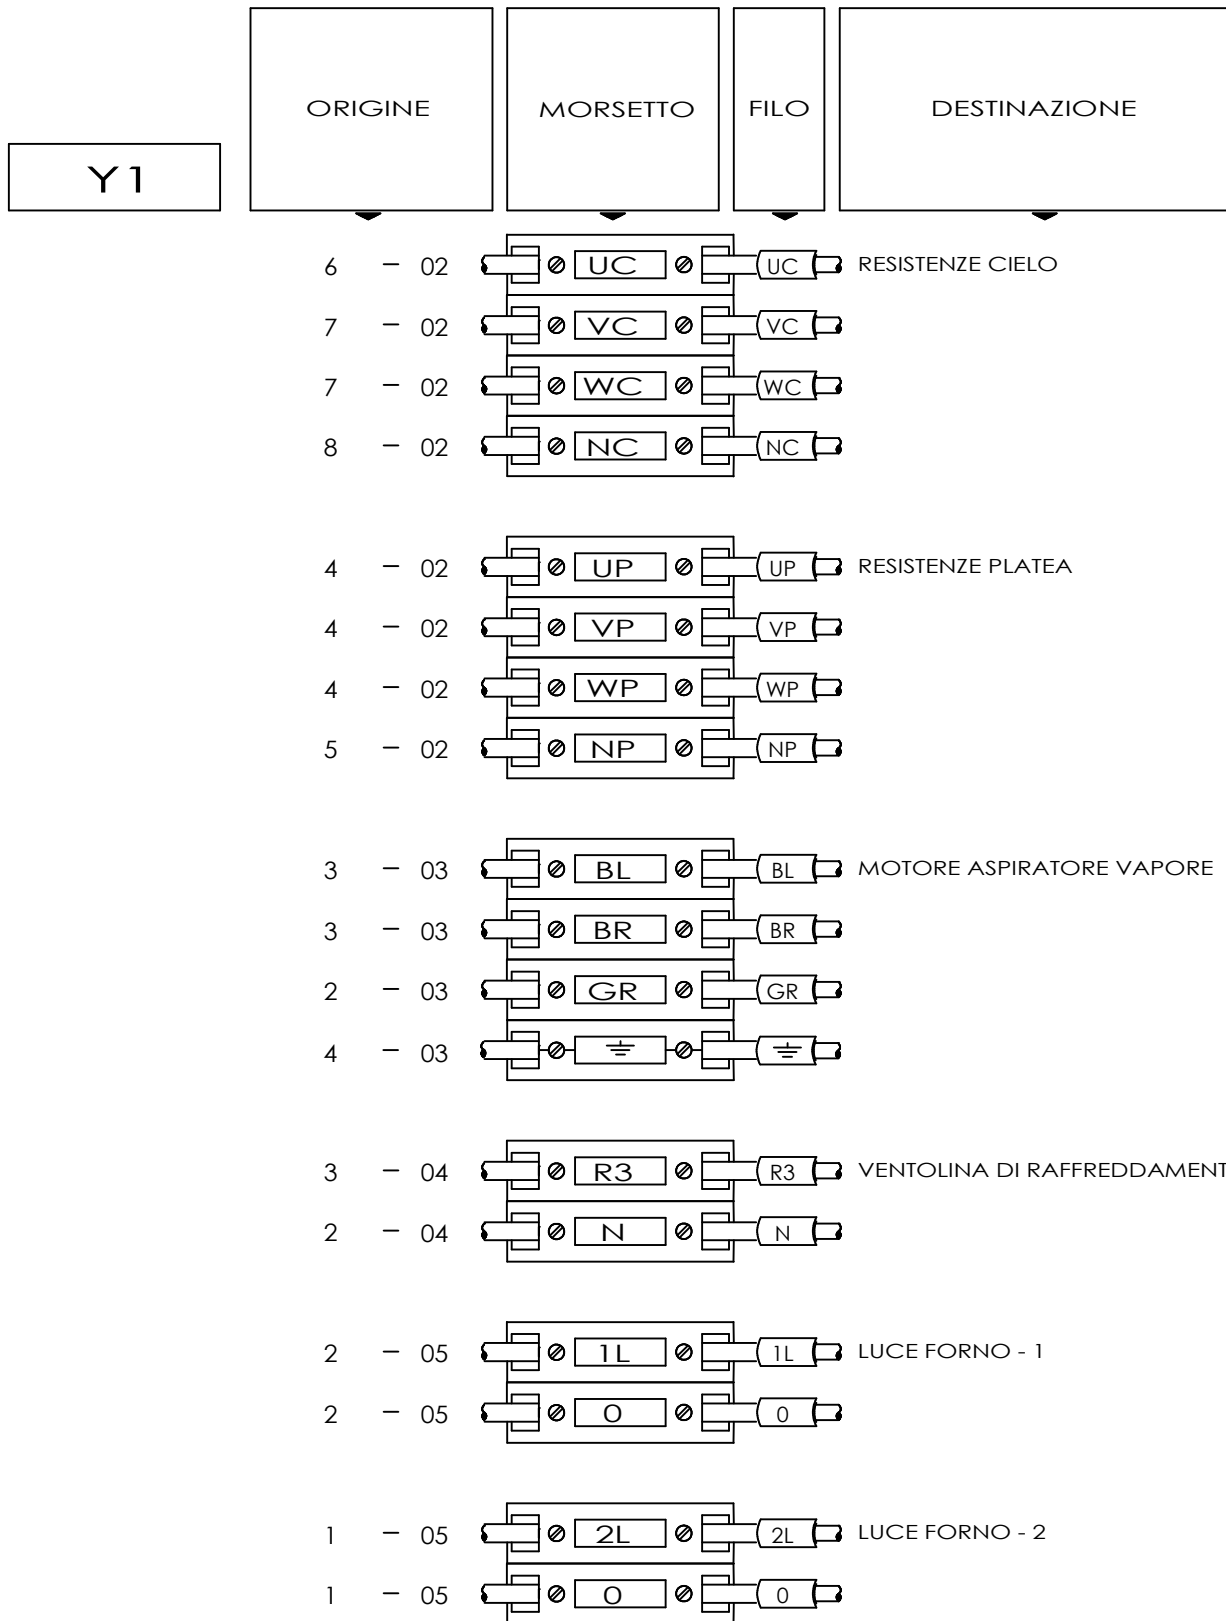 ORIGINE MORSETTO FILO DESTINAZIONE
Y1
6 - 02 UC UC RESISTENZE CIELO
7 - 02 VC VC
7 - 02 WC WC
8 - 02 NC NC
4 - 02 UP UP RESISTENZE PLATEA
4 - 02 VP VP
4 - 02 WP WP
5 - 02 NP NP
3 - 03 BL BL MOTORE ASPIRATORE VAPORE
3 - 03 BR BR
2 - 03 GR GR
4 - 03
3 - 04 R3 R3 VENTOLINA DI RAFFREDDAMENT
2 - 04 N N
2 - 05 1L 1L LUCE FORNO - 1
2 - 05 0 0
1 - 05 2L 2L LUCE FORNO - 2
1 - 05 0 0